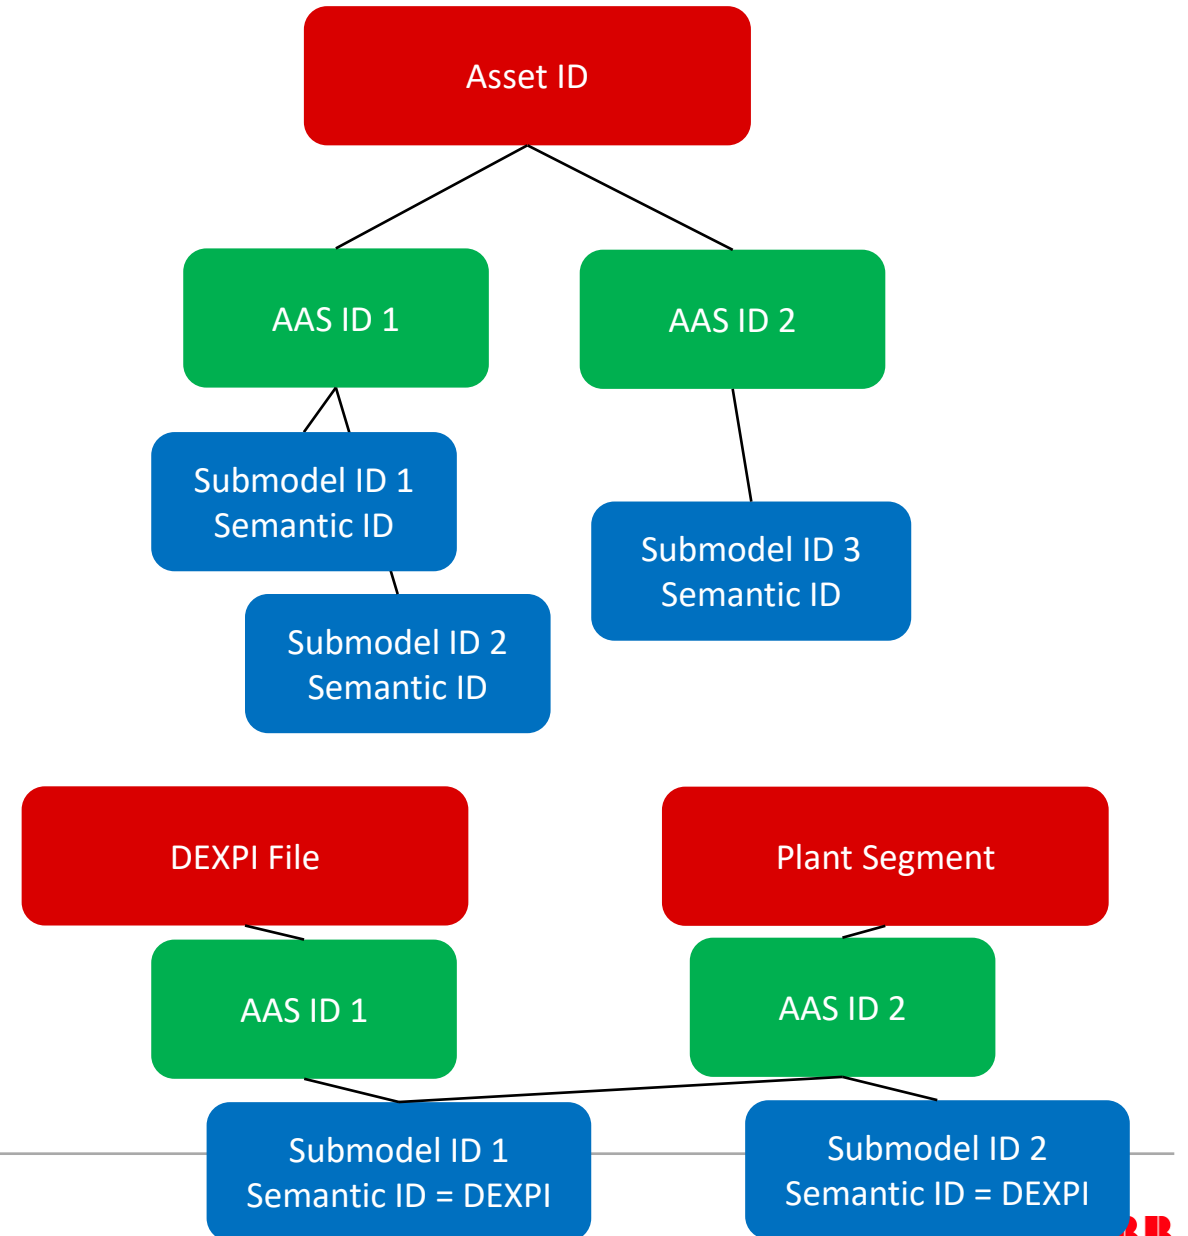 Asset ID
AAS ID 1
AAS ID 2
Submodel ID 1
Semantic ID
Submodel ID 3
Semantic ID
Submodel ID 2
Semantic ID
DEXPI File
Plant Segment
AAS ID 1
AAS ID 2
Submodel ID 1
Semantic ID = DEXPI
Submodel ID 2
Semantic ID = DEXPI